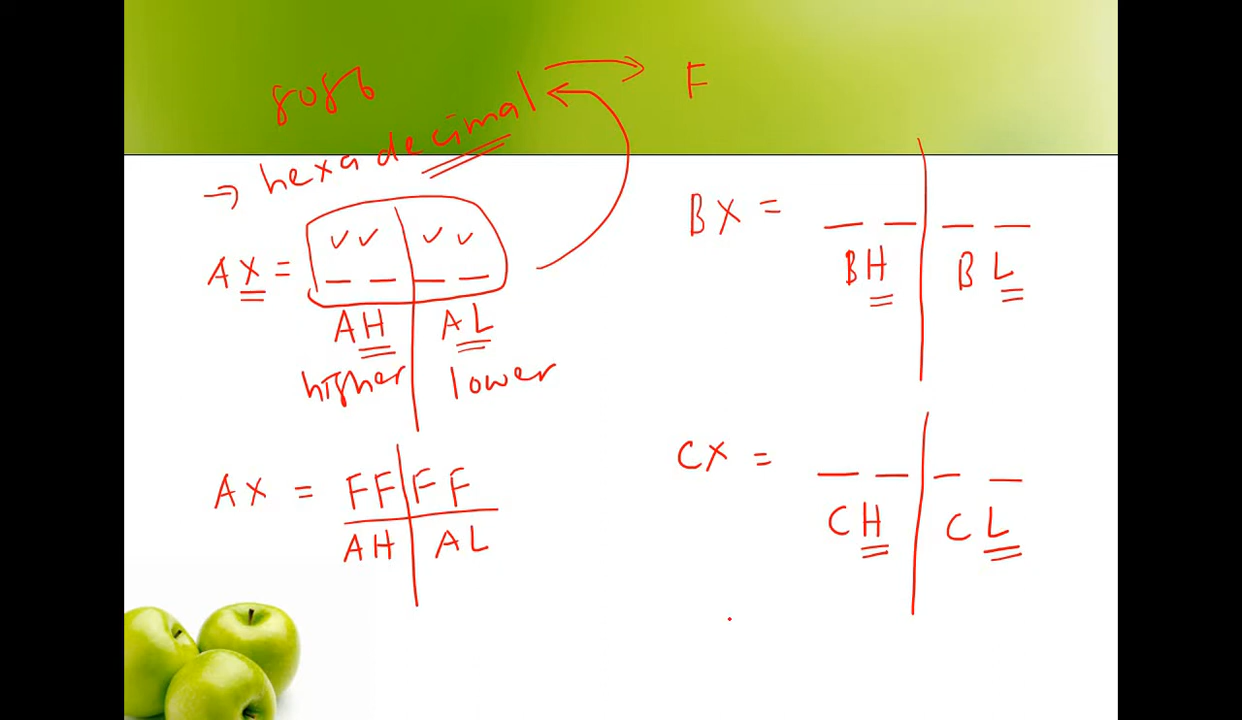 8086
→ hexadecimal → F
AX = _ _ | _ _
AH | AL
higher | lower
AX = FF | FF
AH | AL
BX = _ _ | _ _
BH | BL
CX = _ _ | _ _
CH | CL